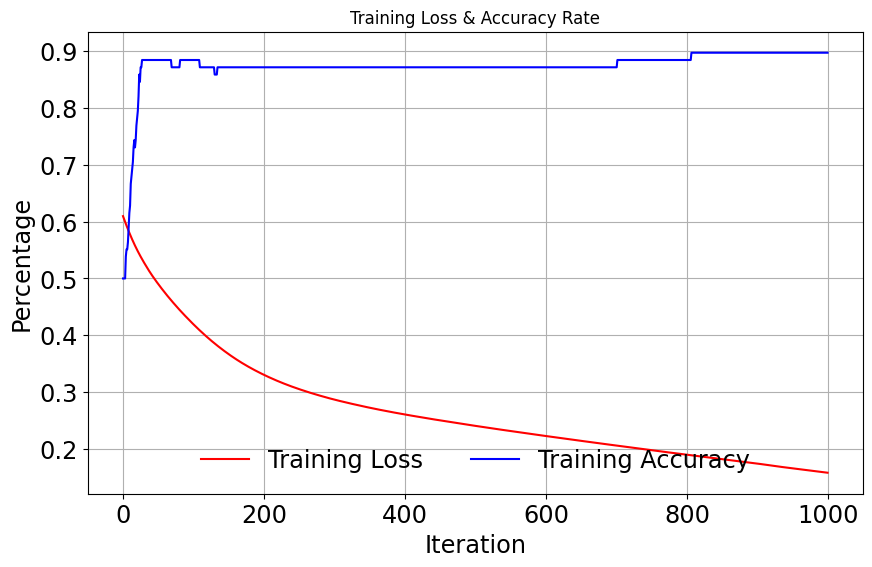 Training Loss & Accuracy Rate
Percentage
0.9
0.8
0.7
0.6
0.5
0.4
0.3
0.2
Training Loss Training Accuracy
0 200 400 600 800 1000
Iteration